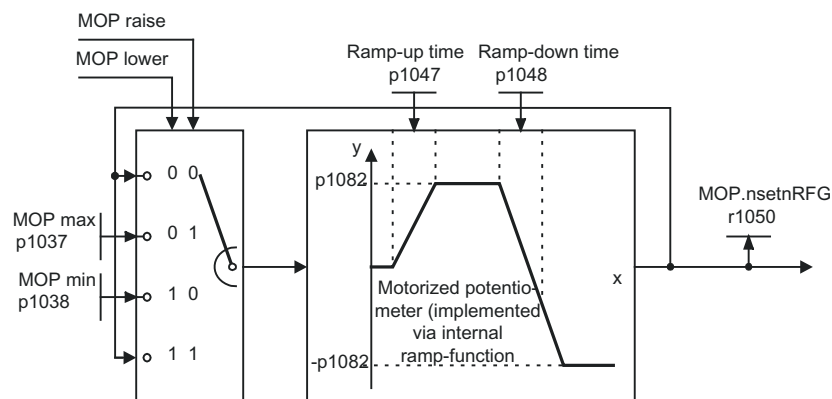 MOP raise
MOP lower
Ramp-up time
p1047
Ramp-down time
p1048
y
p1082
0 0
MOP max
p1037
0 1
MOP min
p1038
1 0
1 1
MOP.nsetnRFG
r1050
x
Motorized potentio-
meter (implemented
via internal
ramp-function
-p1082